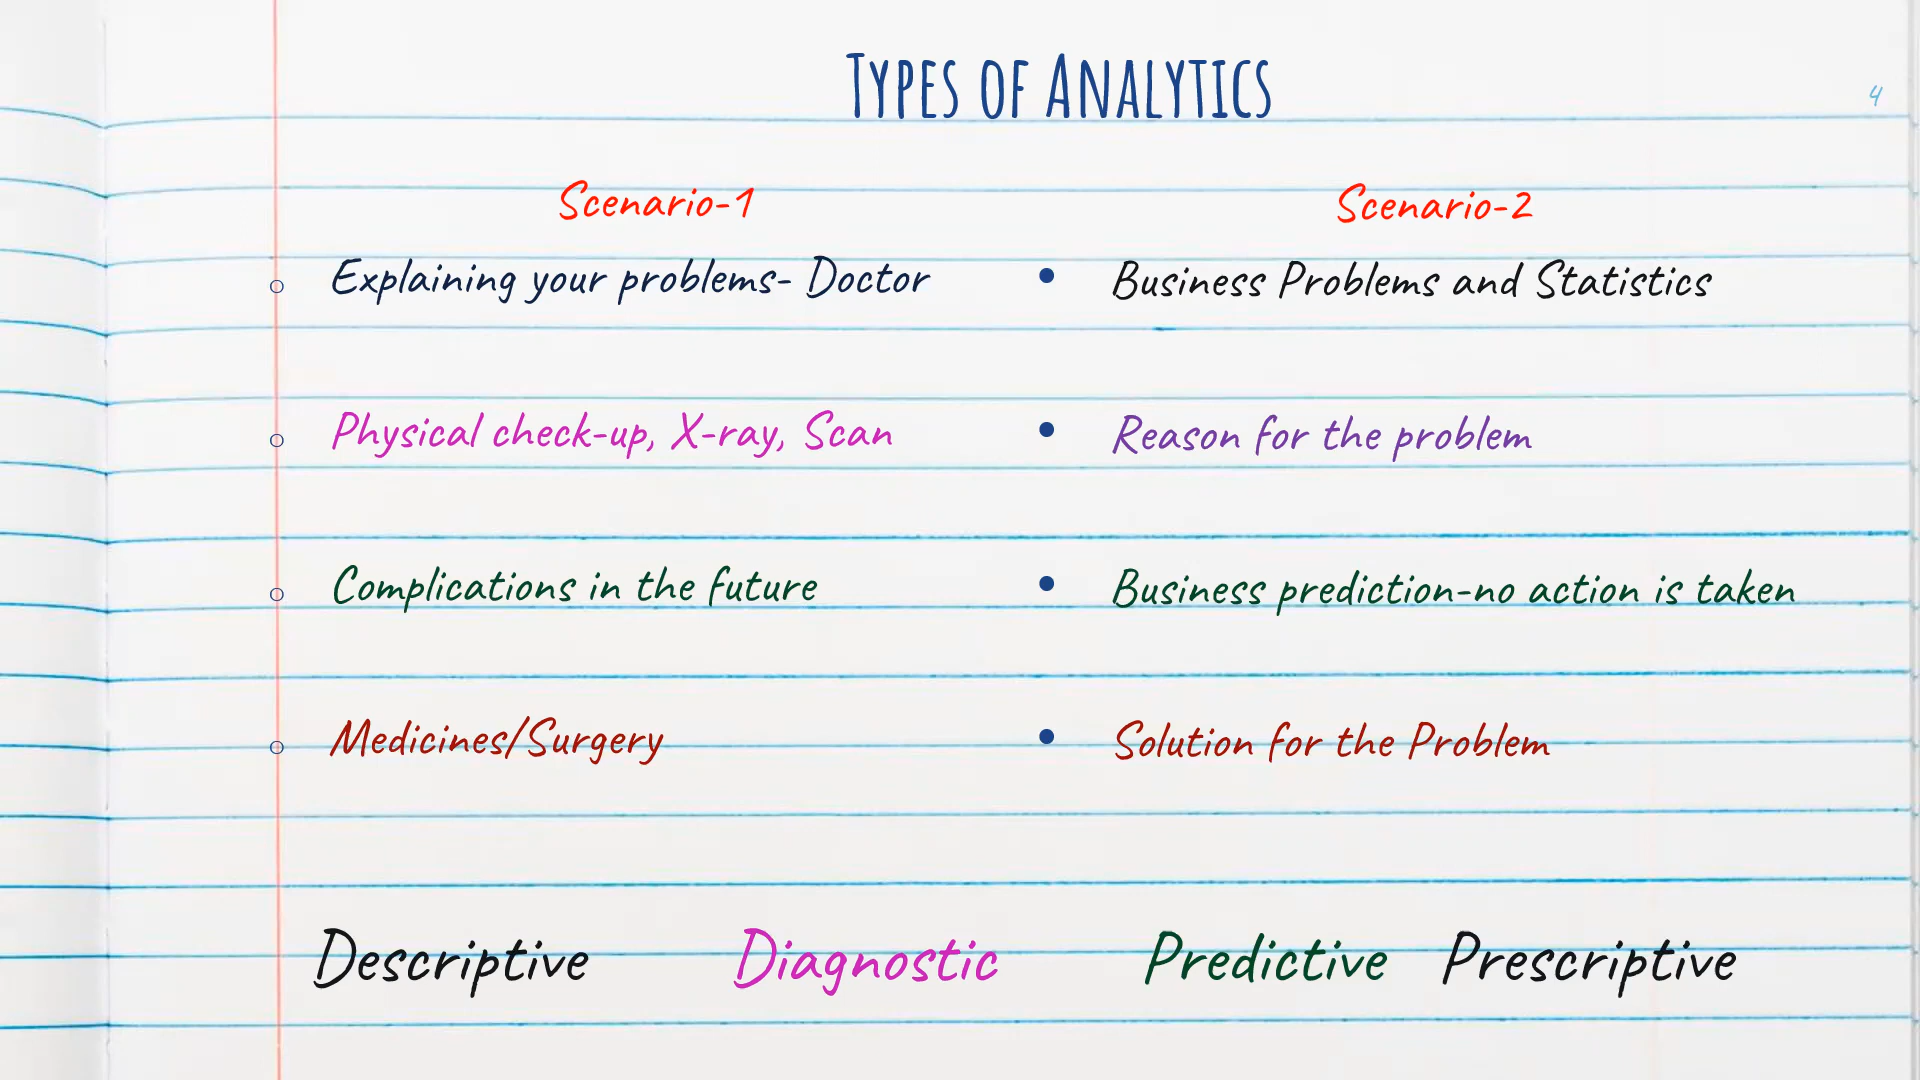 Types of Analytics
4
Scenario-1
Scenario-2
Explaining your problems- Doctor
Business Problems and Statistics
Physical check-up, X-ray, Scan
Reason for the problem
Complications in the future
Business prediction-no action is taken
Medicines/Surgery
Solution for the Problem
Descriptive Diagnostic Predictive Prescriptive